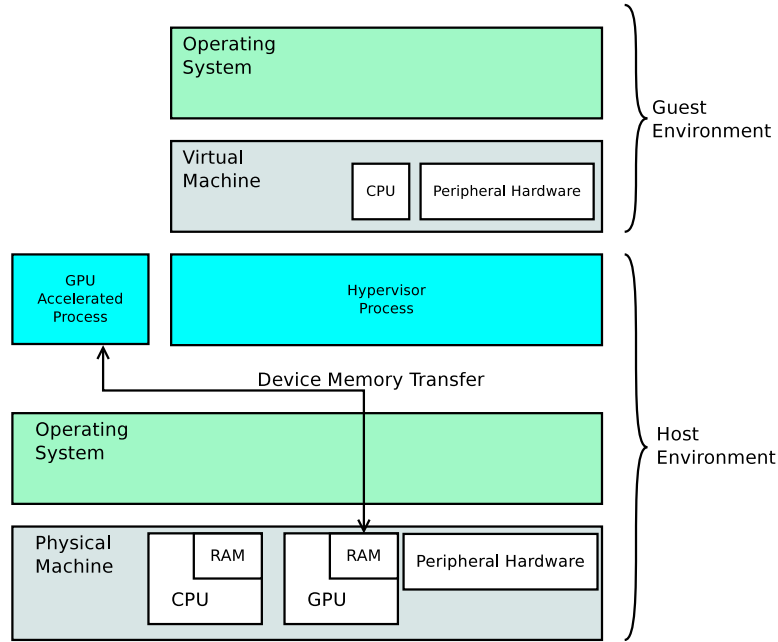 Operating
System
Guest
Environment
Virtual
Machine
CPU
Peripheral Hardware
GPU
Accelerated
Process
Hypervisor
Process
Device Memory Transfer
Operating
System
Host
Environment
Physical
Machine
RAM
CPU
RAM
GPU
Peripheral Hardware